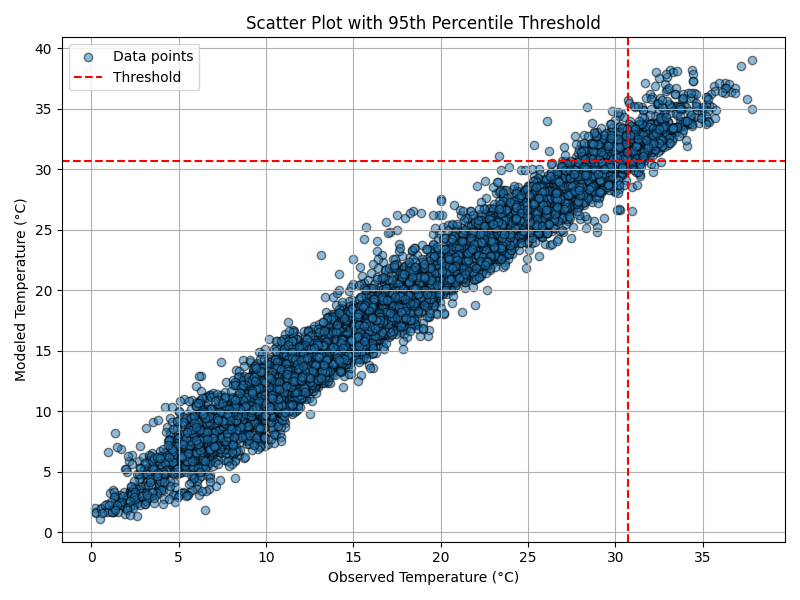 Scatter Plot with 95th Percentile Threshold
Data points
Threshold
Modeled Temperature (°C)
40
35
30
25
20
15
10
5
0
0 5 10 15 20 25 30 35
Observed Temperature (°C)